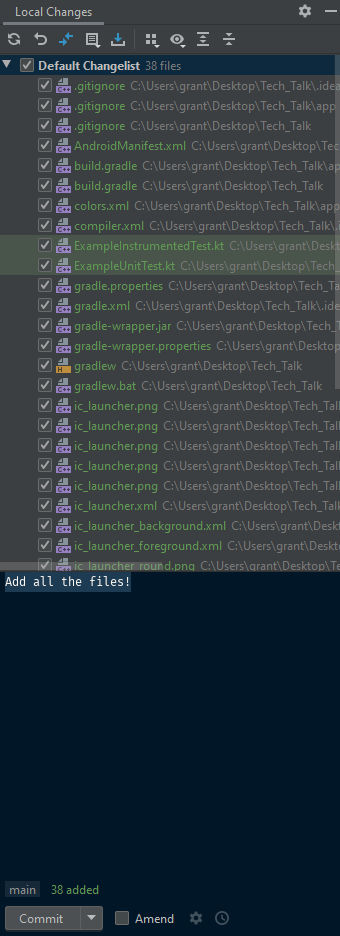 Local Changes
Default Changelist 38 files
.gitignore C:\Users\grant\Desktop\Tech_Talk\.idea
.gitignore C:\Users\grant\Desktop\Tech_Talk\app
.gitignore C:\Users\grant\Desktop\Tech_Talk
AndroidManifest.xml C:\Users\grant\Desktop\Tec
build.gradle C:\Users\grant\Desktop\Tech_Talk\ap
build.gradle C:\Users\grant\Desktop\Tech_Talk
colors.xml C:\Users\grant\Desktop\Tech_Talk\app
compiler.xml C:\Users\grant\Desktop\Tech_Talk\.i
ExampleInstrumentedTest.kt C:\Users\grant\Deskt
ExampleUnitTest.kt C:\Users\grant\Desktop\Tech_
gradle.properties C:\Users\grant\Desktop\Tech_Tal
gradle.xml C:\Users\grant\Desktop\Tech_Talk\.ide
gradle-wrapper.jar C:\Users\grant\Desktop\Tech_T
gradle-wrapper.properties C:\Users\grant\Desktop
gradlew C:\Users\grant\Desktop\Tech_Talk
gradlew.bat C:\Users\grant\Desktop\Tech_Talk
ic_launcher.png C:\Users\grant\Desktop\Tech_Talk
ic_launcher.png C:\Users\grant\Desktop\Tech_Talk
ic_launcher.png C:\Users\grant\Desktop\Tech_Talk
ic_launcher.png C:\Users\grant\Desktop\Tech_Talk
ic_launcher.png C:\Users\grant\Desktop\Tech_Talk
ic_launcher.xml C:\Users\grant\Desktop\Tech_Talk
ic_launcher_background.xml C:\Users\grant\Des
ic_launcher_foreground.xml C:\Users\grant\Desk
ic_launcher_round.png C:\Users\grant\Desktop
Add all the files!
main 38 added
Commit Amend